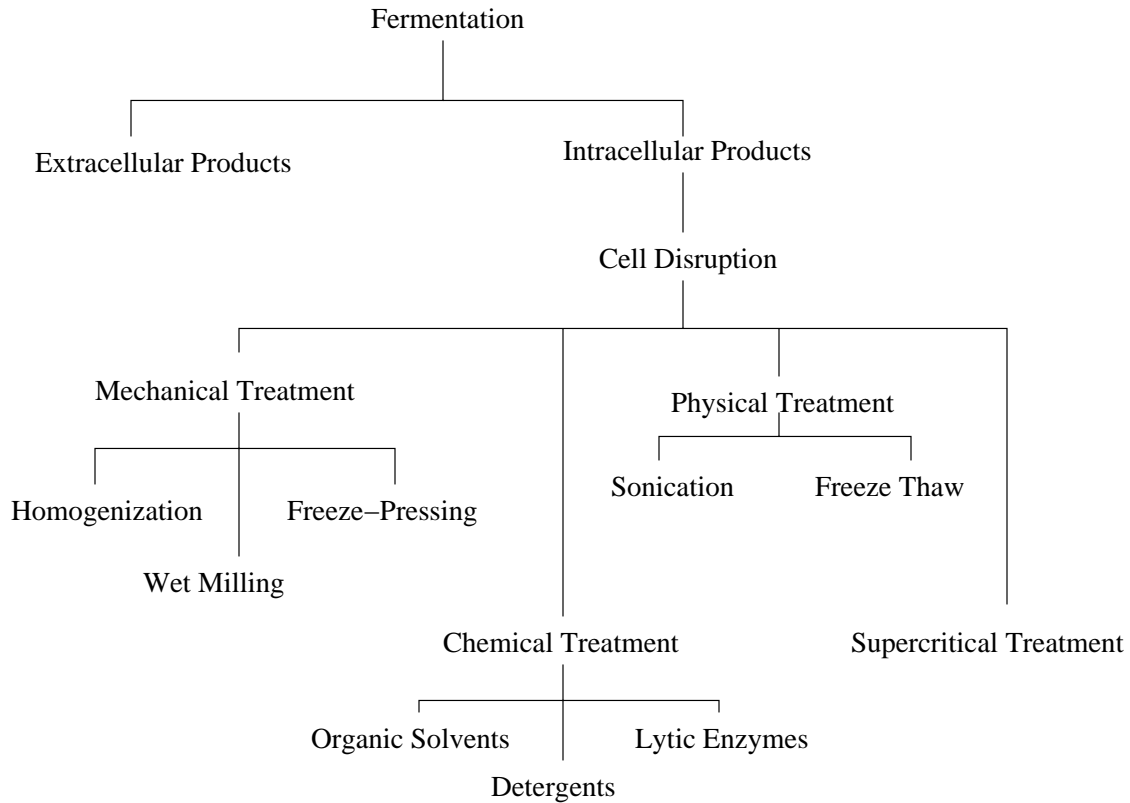 Fermentation
Extracellular Products
Intracellular Products
Cell Disruption
Mechanical Treatment
Physical Treatment
Homogenization
Freeze−Pressing
Sonication
Freeze Thaw
Wet Milling
Chemical Treatment
Supercritical Treatment
Organic Solvents
Lytic Enzymes
Detergents